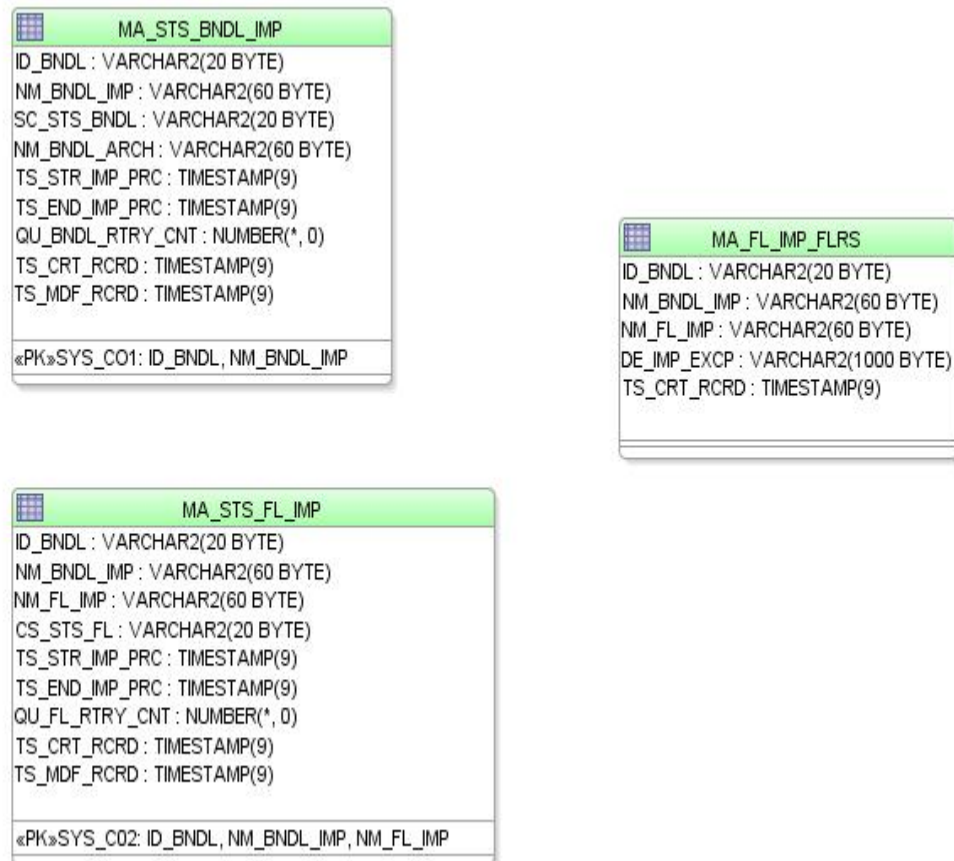 MA_STS_BNDL_IMP
ID_BNDL : VARCHAR2(20 BYTE)
NM_BNDL_IMP : VARCHAR2(60 BYTE)
SC_STS_BNDL : VARCHAR2(20 BYTE)
NM_BNDL_ARCH : VARCHAR2(60 BYTE)
TS_STR_IMP_PRC : TIMESTAMP(9)
TS_END_IMP_PRC : TIMESTAMP(9)
QU_BNDL_RTRY_CNT : NUMBER(*, 0)
TS_CRT_RCRD : TIMESTAMP(9)
TS_MDF_RCRD : TIMESTAMP(9)
«PK»SYS_CO1: ID_BNDL, NM_BNDL_IMP
MA_FL_IMP_FLRS
ID_BNDL : VARCHAR2(20 BYTE)
NM_BNDL_IMP : VARCHAR2(60 BYTE)
NM_FL_IMP : VARCHAR2(60 BYTE)
DE_IMP_EXCP : VARCHAR2(1000 BYTE)
TS_CRT_RCRD : TIMESTAMP(9)
MA_STS_FL_IMP
ID_BNDL : VARCHAR2(20 BYTE)
NM_BNDL_IMP : VARCHAR2(60 BYTE)
NM_FL_IMP : VARCHAR2(60 BYTE)
CS_STS_FL : VARCHAR2(20 BYTE)
TS_STR_IMP_PRC : TIMESTAMP(9)
TS_END_IMP_PRC : TIMESTAMP(9)
QU_FL_RTRY_CNT : NUMBER(*, 0)
TS_CRT_RCRD : TIMESTAMP(9)
TS_MDF_RCRD : TIMESTAMP(9)
«PK»SYS_C02: ID_BNDL, NM_BNDL_IMP, NM_FL_IMP